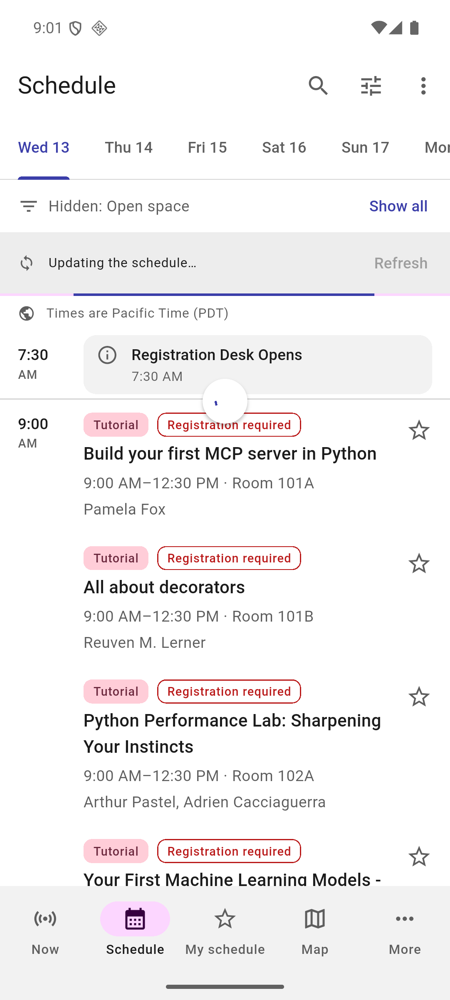 9:01
Schedule
Wed 13 Thu 14 Fri 15 Sat 16 Sun 17 Mo
Hidden: Open space Show all
Updating the schedule… Refresh
Times are Pacific Time (PDT)
7:30 AM
Registration Desk Opens
7:30 AM
9:00 AM
Tutorial Registration required
Build your first MCP server in Python
9:00 AM–12:30 PM · Room 101A
Pamela Fox
Tutorial Registration required
All about decorators
9:00 AM–12:30 PM · Room 101B
Reuven M. Lerner
Tutorial Registration required
Python Performance Lab: Sharpening
Your Instincts
9:00 AM–12:30 PM · Room 102A
Arthur Pastel, Adrien Cacciaguerra
Tutorial Registration required
Your First Machine Learning Models -
Now Schedule My schedule Map More